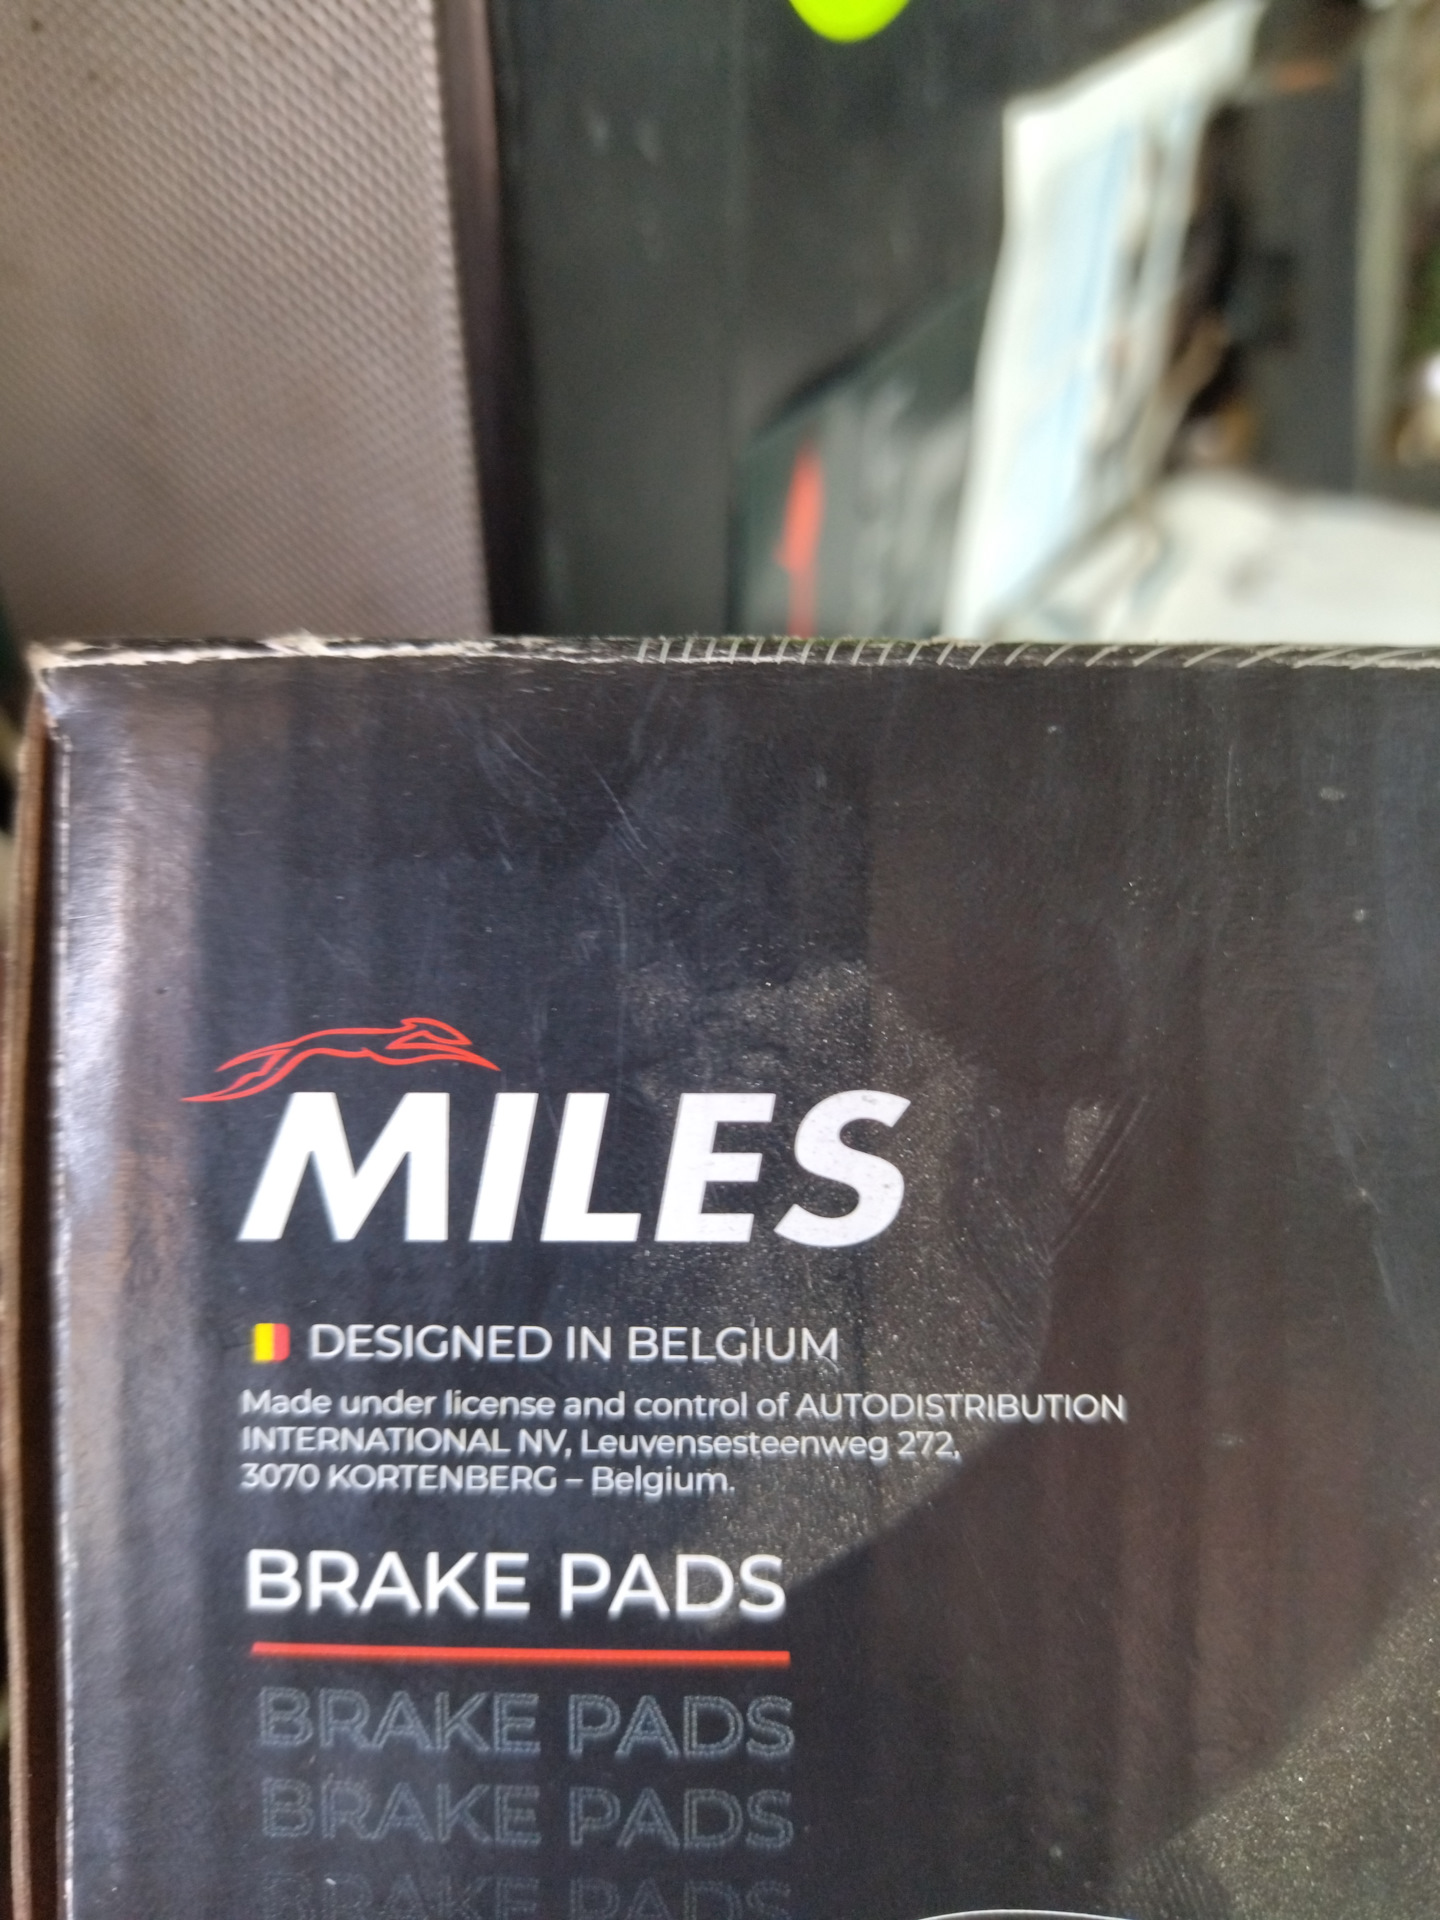 MILES
DESIGNED IN BELGIUM
Made under license and control of AUTODISTRIBUTION
INTERNATIONAL NV, Leuvensesteenweg 272,
3070 KORTENBERG – Belgium.
BRAKE PADS
BRAKE PADS
BRAKE PADS
BRAKE PADS